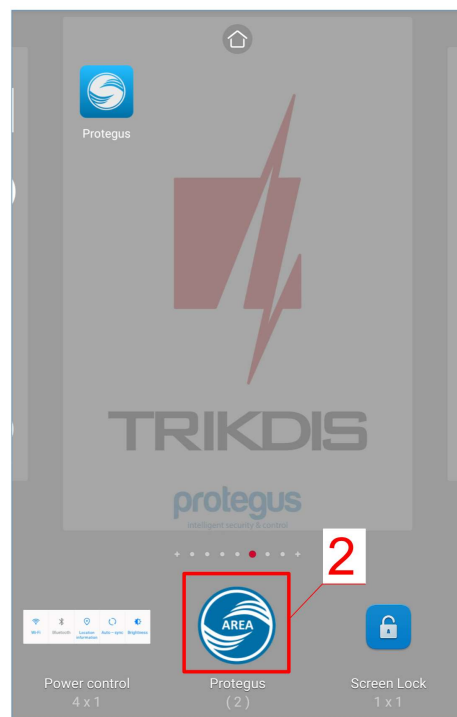 Protegus
TRIKDIS
protegus
intelligent security & control
2
AREA
Wi-Fi
Bluetooth
Location information
Auto-sync
Brightness
Power control
4 x 1
Protegus
(2)
Screen Lock
1 x 1